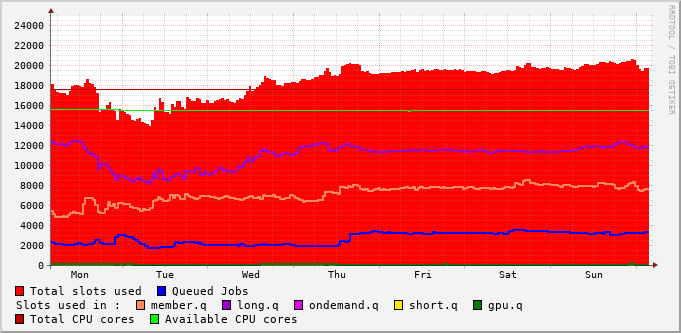 24000
22000
20000
18000
16000
14000
12000
10000
8000
6000
4000
2000
0
Mon Tue Wed Thu Fri Sat Sun
RRDTOOL / TOBI OETIKER
Total slots used Queued Jobs
Slots used in : member.q long.q ondemand.q short.q gpu.q
Total CPU cores Available CPU cores